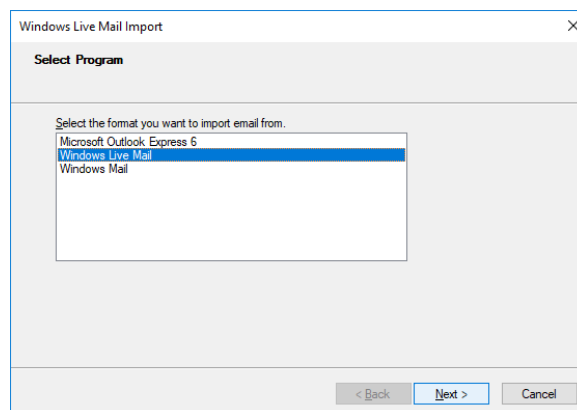 Windows Live Mail Import
Select Program
Select the format you want to import email from.
Microsoft Outlook Express 6
Windows Live Mail
Windows Mail
< Back Next > Cancel